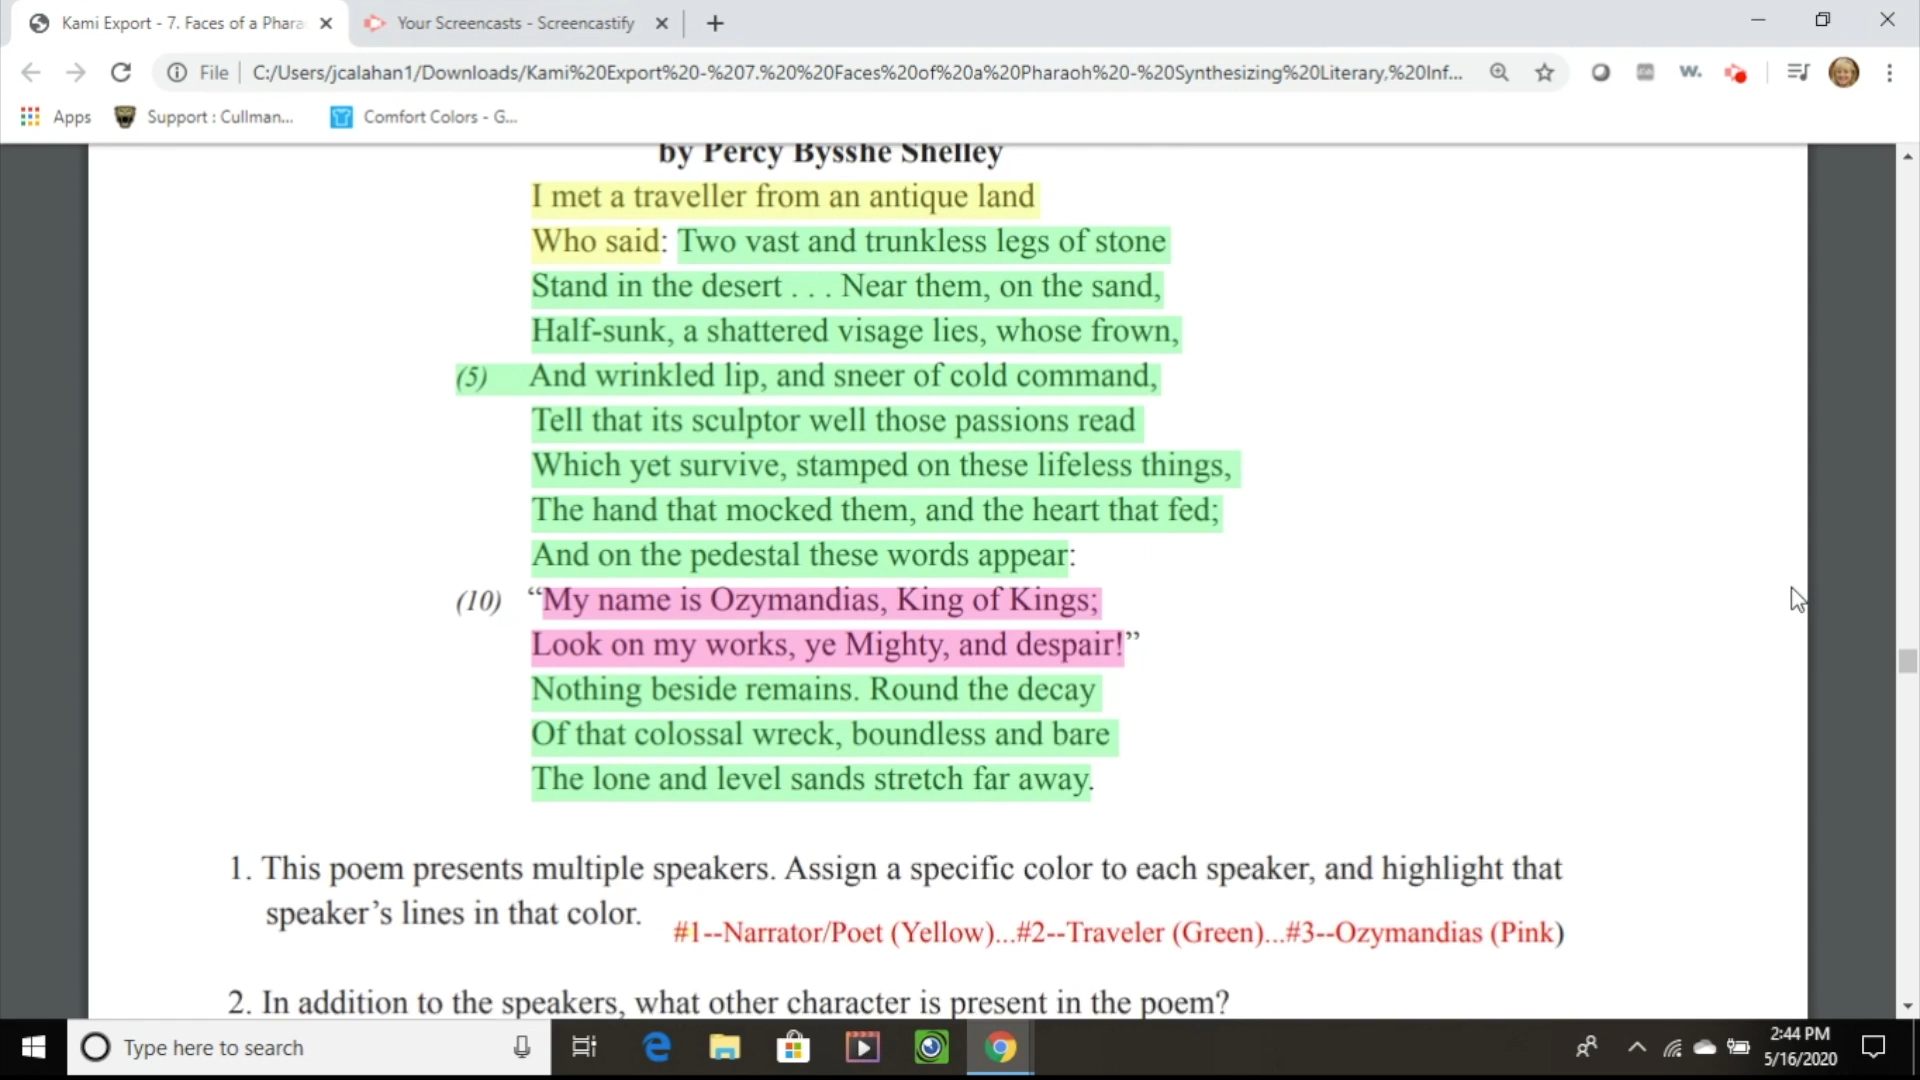 Kami Export - 7. Faces of a Phara
Your Screencasts - Screencastify
File | C:/Users/jcalahan1/Downloads/Kami%20Export%20-%207.%20%20Faces%20of%20a%20Pharaoh%20-%20Synthesizing%20Literary,%20Inf...
Apps Support : Cullman... Comfort Colors - G...
by Percy Bysshe Shelley
I met a traveller from an antique land
Who said: Two vast and trunkless legs of stone
Stand in the desert . . . Near them, on the sand,
Half-sunk, a shattered visage lies, whose frown,
(5) And wrinkled lip, and sneer of cold command,
Tell that its sculptor well those passions read
Which yet survive, stamped on these lifeless things,
The hand that mocked them, and the heart that fed;
And on the pedestal these words appear:
(10) “My name is Ozymandias, King of Kings;
Look on my works, ye Mighty, and despair!”
Nothing beside remains. Round the decay
Of that colossal wreck, boundless and bare
The lone and level sands stretch far away.
1. This poem presents multiple speakers. Assign a specific color to each speaker, and highlight that
speaker’s lines in that color.
#1--Narrator/Poet (Yellow)...#2--Traveler (Green)...#3--Ozymandias (Pink)
2. In addition to the speakers, what other character is present in the poem?
Type here to search
2:44 PM
5/16/2020